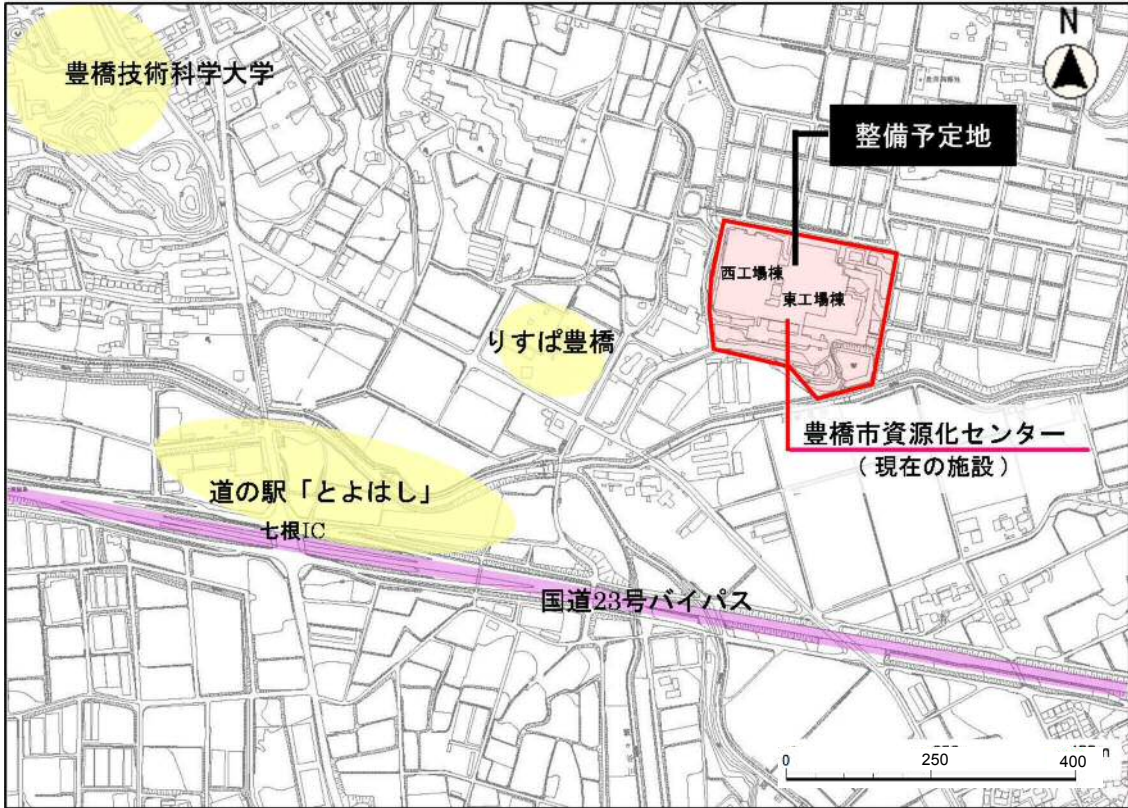 豊橋技術科学大学
N
整備予定地
西工場棟
東工場棟
りすぱ豊橋
豊橋市資源化センター
（現在の施設）
道の駅「とよはし」
七根IC
国道23号バイパス
0 250 400